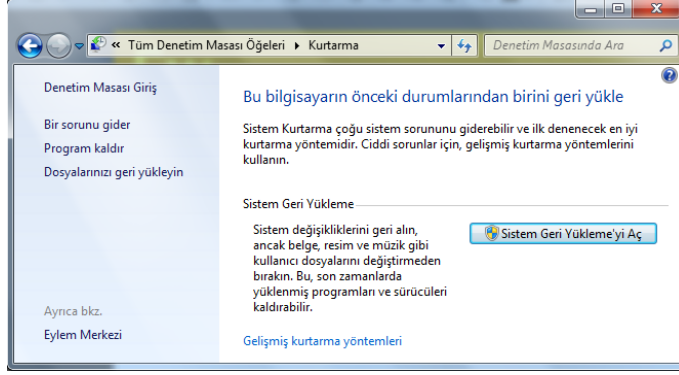 « Tüm Denetim Masası Öğeleri ▸ Kurtarma
Denetim Masasında Ara
Denetim Masası Giriş
Bir sorunu gider
Program kaldır
Dosyalarınızı geri yükleyin
Ayrıca bkz.
Eylem Merkezi
Bu bilgisayarın önceki durumlarından birini geri yükle
Sistem Kurtarma çoğu sistem sorununu giderebilir ve ilk denenecek en iyi
kurtarma yöntemidir. Ciddi sorunlar için, gelişmiş kurtarma yöntemlerini
kullanın.
Sistem Geri Yükleme
Sistem değişikliklerini geri alın,
ancak belge, resim ve müzik gibi
kullanıcı dosyalarını değiştirmeden
bırakın. Bu, son zamanlarda
yüklenmiş programları ve sürücüleri
kaldırabilir.
Sistem Geri Yükleme'yi Aç
Gelişmiş kurtarma yöntemleri